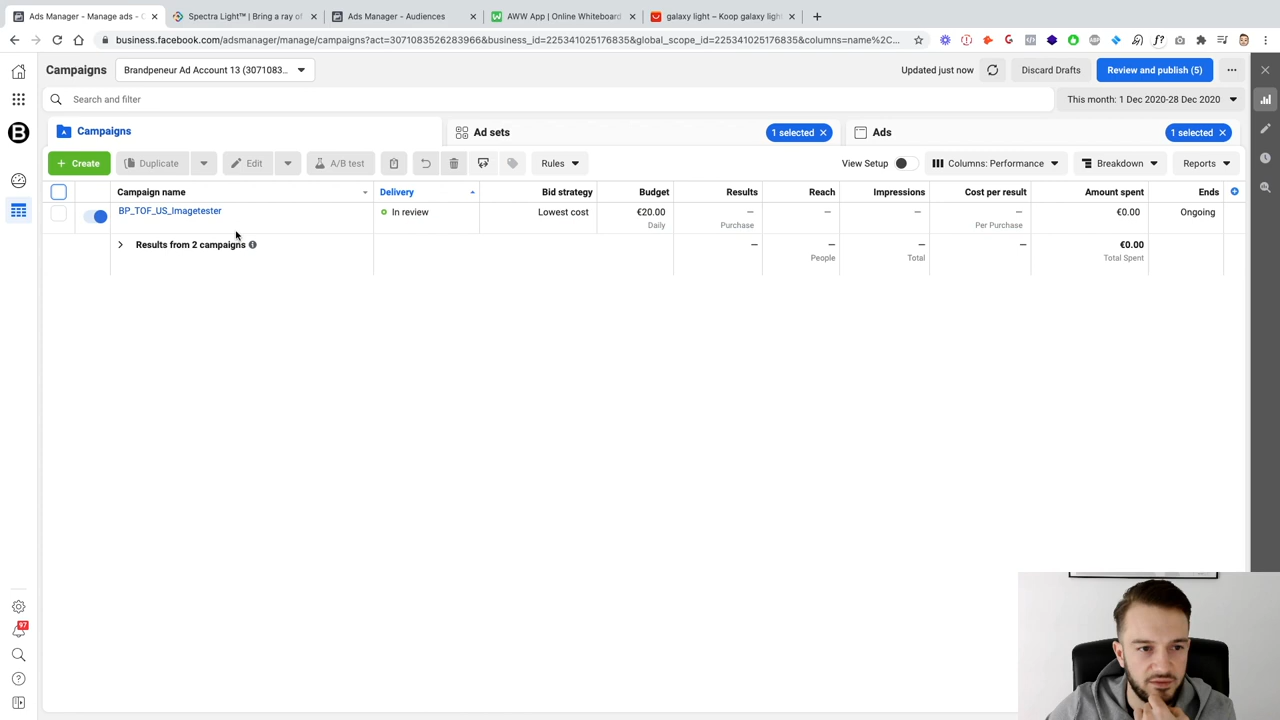 Ads Manager - Manage ads - C
Spectra Light™ | Bring a ray of
Ads Manager - Audiences
AWW App | Online Whiteboard
galaxy light – Koop galaxy light
business.facebook.com/adsmanager/manage/campaigns?act=3071083526283966&business_id=225341025176835&global_scope_id=225341025176835&columns=name%2C...
Campaigns
Brandpeneur Ad Account 13 (3071083...
Updated just now
Discard Drafts
Review and publish (5)
Search and filter
This month: 1 Dec 2020-28 Dec 2020
Campaigns
Ad sets
1 selected
Ads
1 selected
+ Create
Duplicate
Edit
A/B test
Rules
View Setup
Columns: Performance
Breakdown
Reports
Campaign name
Delivery
Bid strategy
Budget
Results
Reach
Impressions
Cost per result
Amount spent
Ends
BP_TOF_US_Imagetester
In review
Lowest cost
€20.00
—
—
—
—
€0.00
Ongoing
Daily
Purchase
Per Purchase
Results from 2 campaigns
—
—
—
—
€0.00
People
Total
Total Spent
97